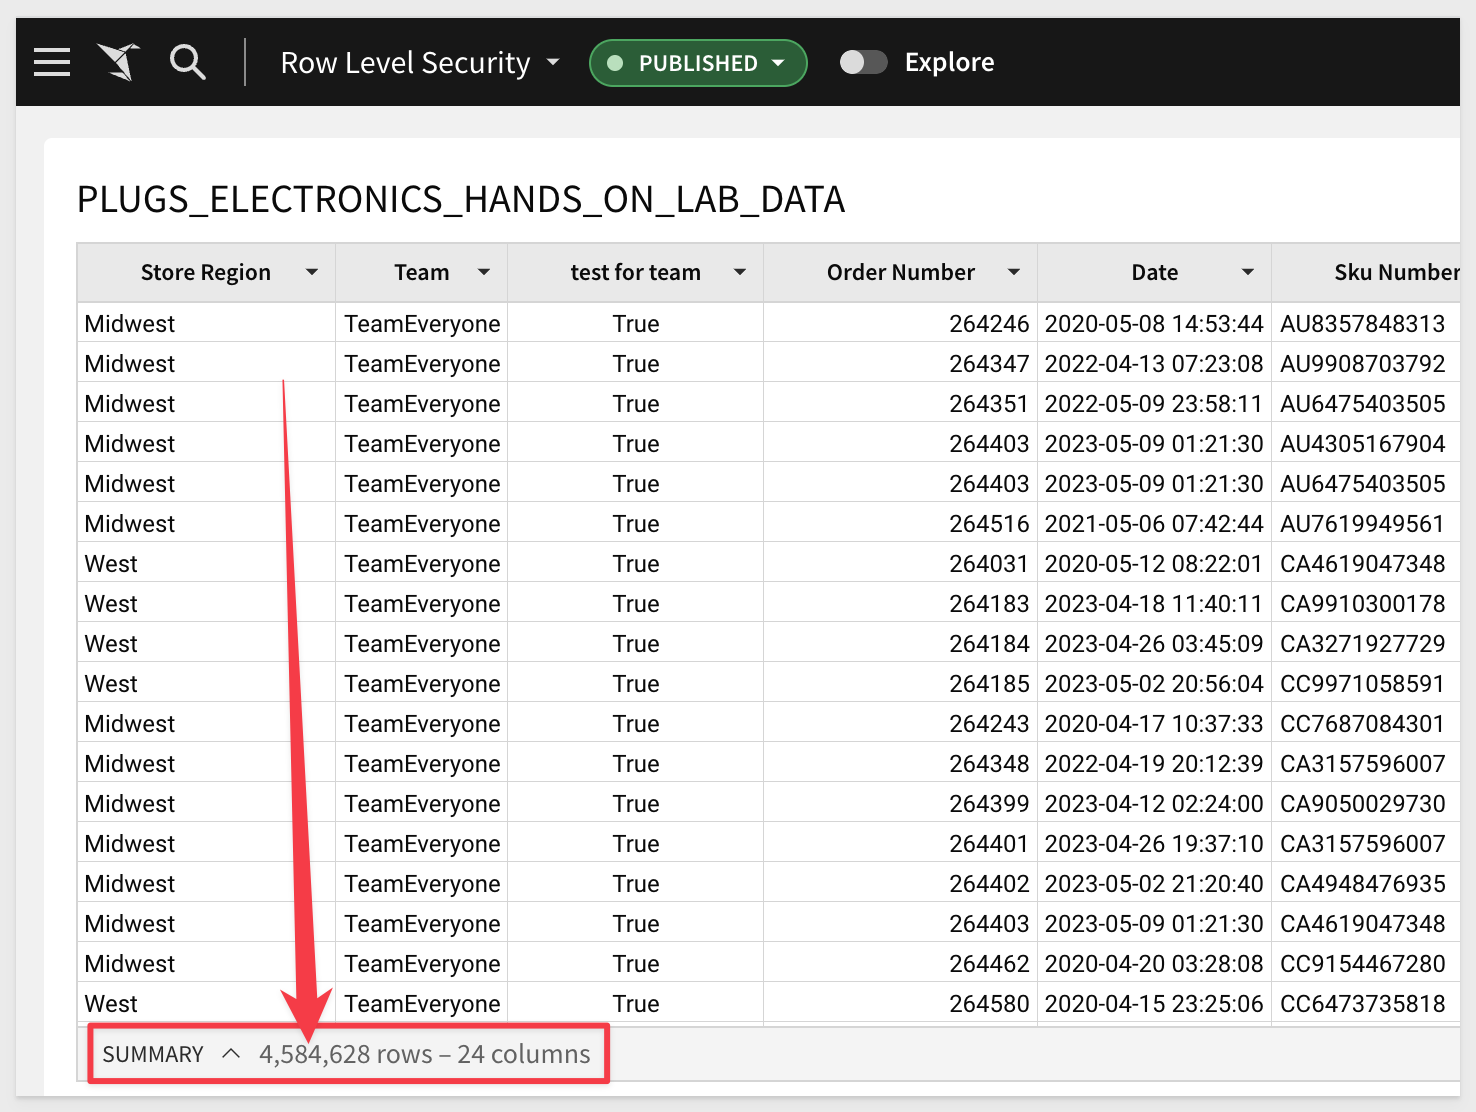 Row Level Security PUBLISHED Explore
PLUGS_ELECTRONICS_HANDS_ON_LAB_DATA
Store Region Team test for team Order Number Date Sku Number
Midwest TeamEveryone True 264246 2020-05-08 14:53:44 AU8357848313
Midwest TeamEveryone True 264347 2022-04-13 07:23:08 AU9908703792
Midwest TeamEveryone True 264351 2022-05-09 23:58:11 AU6475403505
Midwest TeamEveryone True 264403 2023-05-09 01:21:30 AU4305167904
Midwest TeamEveryone True 264403 2023-05-09 01:21:30 AU6475403505
Midwest TeamEveryone True 264516 2021-05-06 07:42:44 AU7619949561
West TeamEveryone True 264031 2020-05-12 08:22:01 CA4619047348
West TeamEveryone True 264183 2023-04-18 11:40:11 CA9910300178
West TeamEveryone True 264184 2023-04-26 03:45:09 CA3271927729
West TeamEveryone True 264185 2023-05-02 20:56:04 CC9971058591
Midwest TeamEveryone True 264243 2020-04-17 10:37:33 CC7687084301
Midwest TeamEveryone True 264348 2022-04-19 20:12:39 CA3157596007
Midwest TeamEveryone True 264399 2023-04-12 02:24:00 CA9050029730
Midwest TeamEveryone True 264401 2023-04-26 19:37:10 CA3157596007
Midwest TeamEveryone True 264402 2023-05-02 21:20:40 CA4948476935
Midwest TeamEveryone True 264403 2023-05-09 01:21:30 CA4619047348
Midwest TeamEveryone True 264462 2020-04-20 03:28:08 CC9154467280
West TeamEveryone True 264580 2020-04-15 23:25:06 CC6473735818
SUMMARY 4,584,628 rows – 24 columns